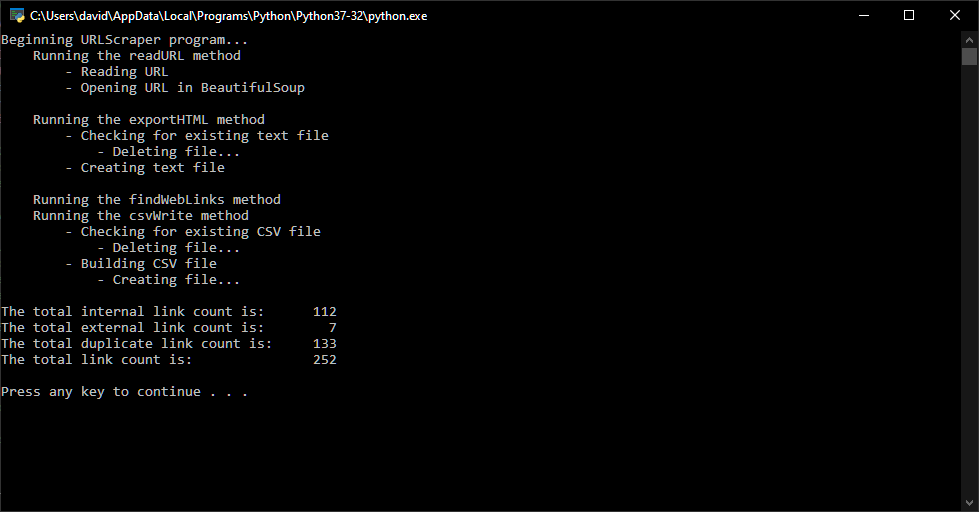 C:\Users\david\AppData\Local\Programs\Python\Python37-32\python.exe
Beginning URLScraper program...
    Running the readURL method
        - Reading URL
        - Opening URL in BeautifulSoup

    Running the exportHTML method
        - Checking for existing text file
            - Deleting file...
        - Creating text file

    Running the findWebLinks method
    Running the csvWrite method
        - Checking for existing CSV file
            - Deleting file...
        - Building CSV file
            - Creating file...

The total internal link count is:      112
The total external link count is:        7
The total duplicate link count is:     133
The total link count is:               252

Press any key to continue . . .